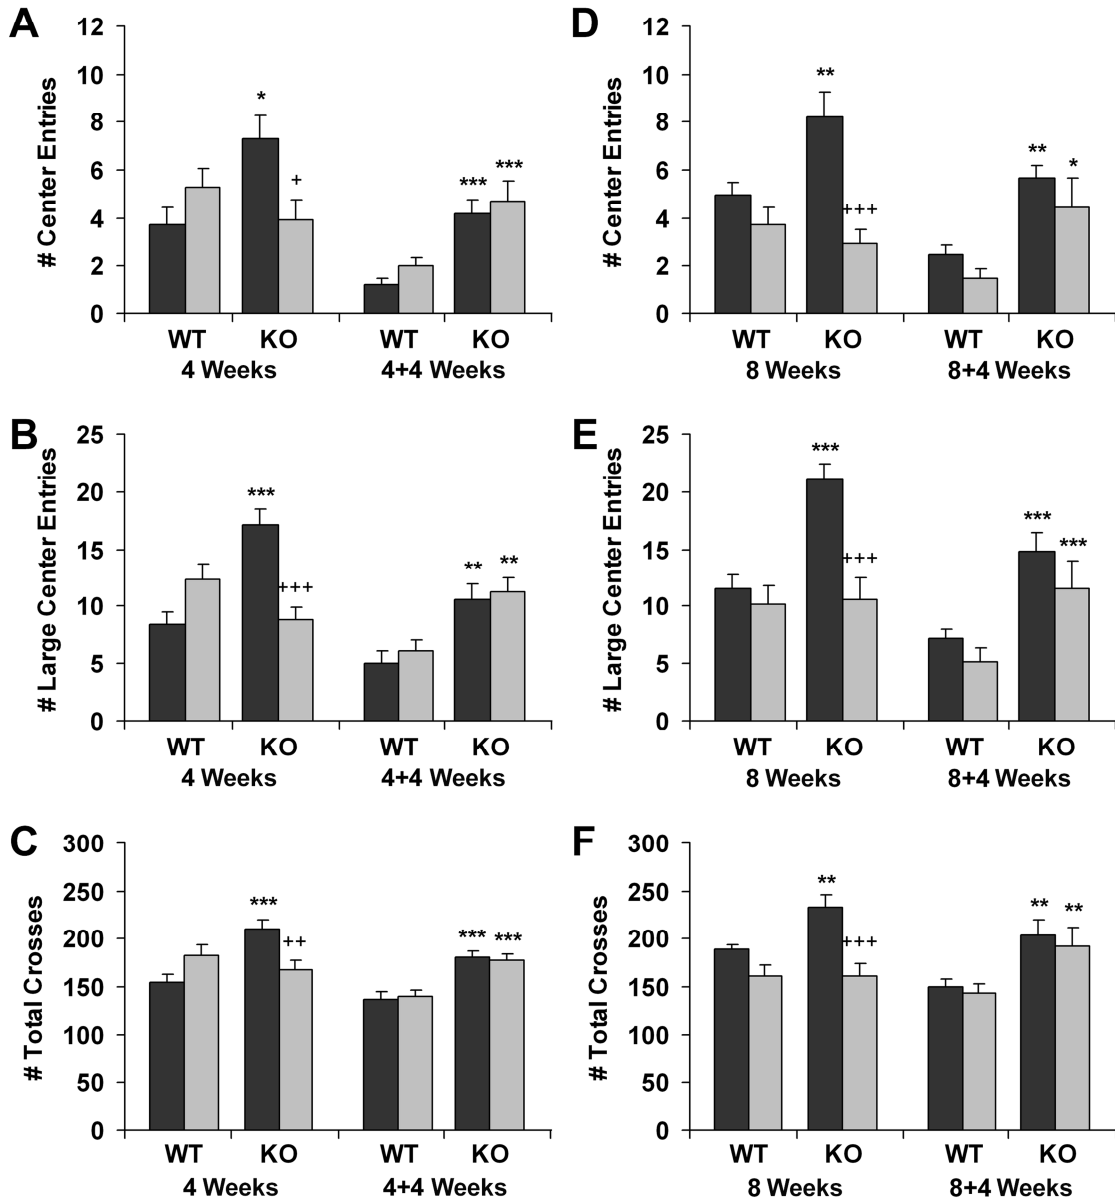 A
# Center Entries
12
10
8
6
4
2
0
*
+
***
***
WT KO WT KO
4 Weeks 4+4 Weeks
D
# Center Entries
12
10
8
6
4
2
0
**
+++
**
*
WT KO WT KO
8 Weeks 8+4 Weeks
B
# Large Center Entries
25
20
15
10
5
0
***
+++
**
**
WT KO WT KO
4 Weeks 4+4 Weeks
E
# Large Center Entries
25
20
15
10
5
0
***
+++
***
***
WT KO WT KO
8 Weeks 8+4 Weeks
C
# Total Crosses
300
250
200
150
100
50
0
***
++
***
***
WT KO WT KO
4 Weeks 4+4 Weeks
F
# Total Crosses
300
250
200
150
100
50
0
**
+++
**
**
WT KO WT KO
8 Weeks 8+4 Weeks